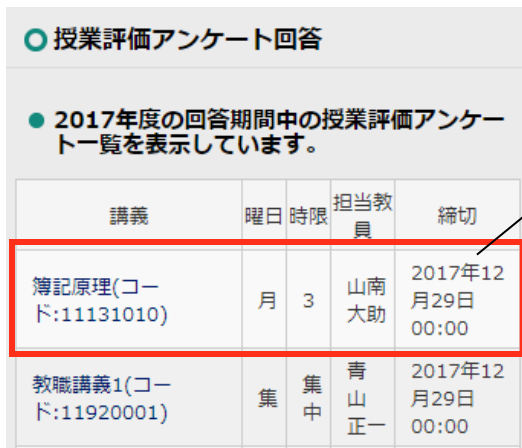 授業評価アンケート回答
2017年度の回答期間中の授業評価アンケー
ト一覧を表示しています。
講義 曜日 時限 担当教員 締切
簿記原理(コード:11131010) 月 3 山南大助 2017年12月29日 00:00
教職講義1(コード:11920001) 集 集中 青山正一 2017年12月29日 00:00